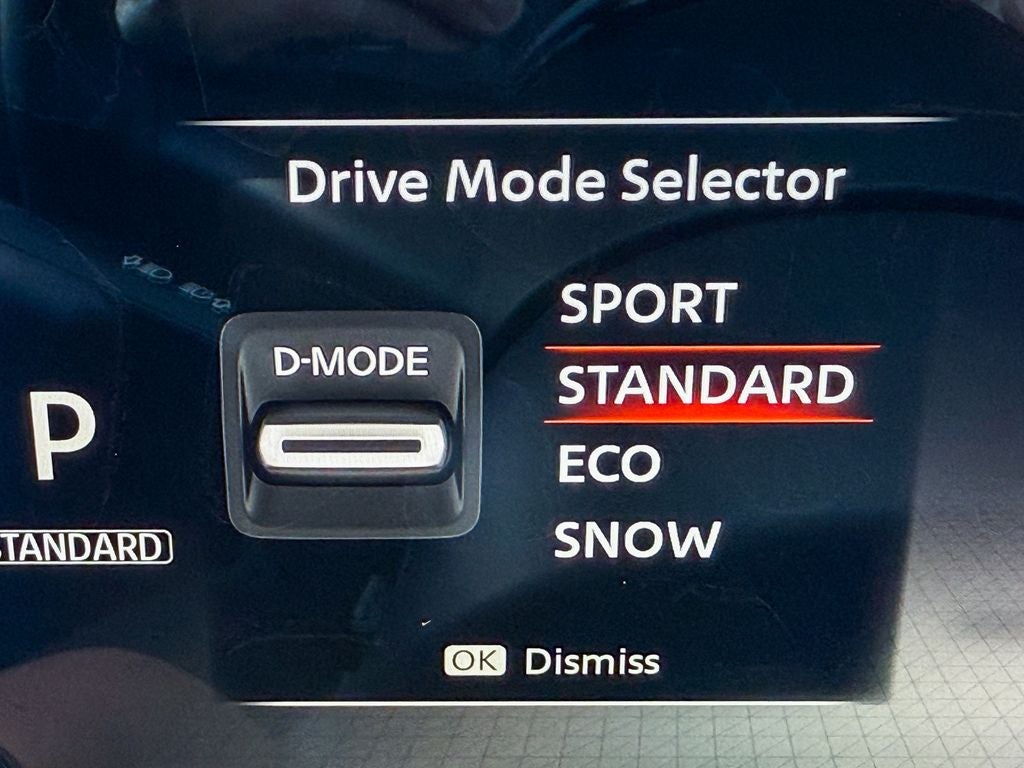 Drive Mode Selector
D-MODE
SPORT
STANDARD
ECO
SNOW
P
STANDARD
OK Dismiss